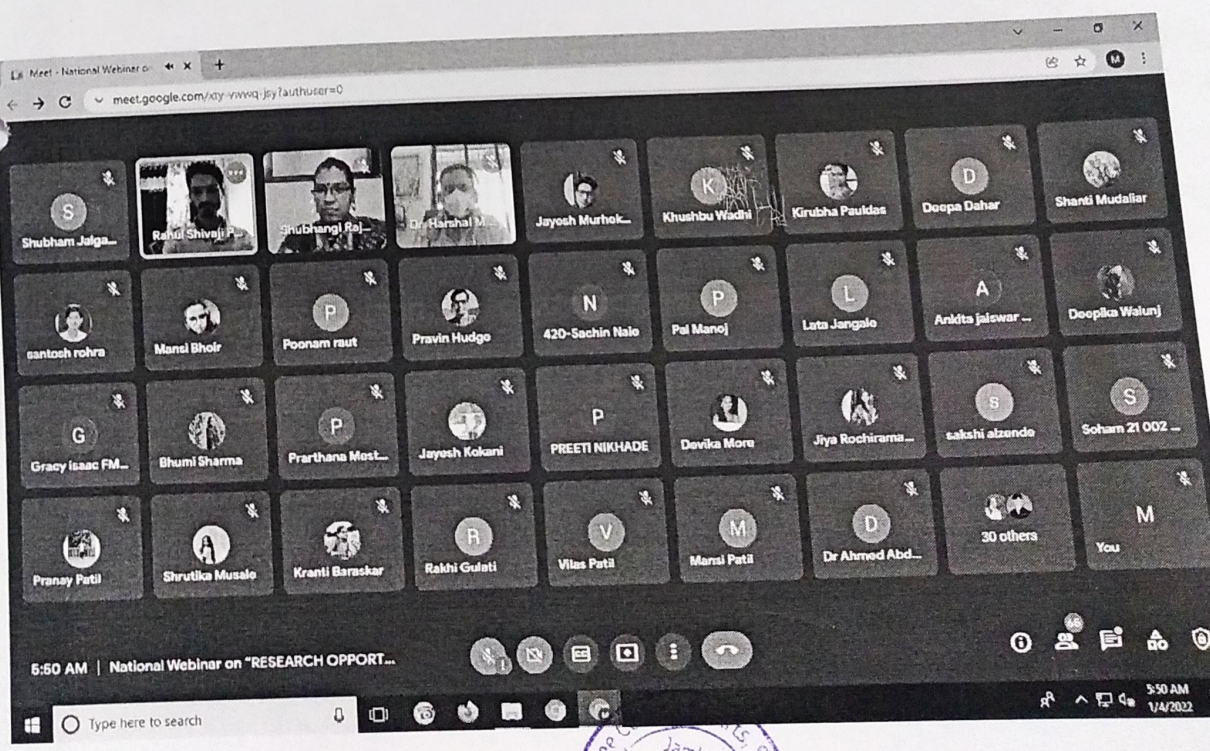 Meet - National Webinar o
meet.google.com/xty-vwwq-jsy?authuser=0
M
S
Shubham Jalga...
Rahul Shivaji P...
Shubhangi Raj...
Dr. Harshal M...
Jayesh Murhok...
K
Khushbu Wadhi
Kirubha Pauldas
D
Deepa Dahar
Shanti Mudaliar
santosh rohra
Mansi Bhoir
P
Poonam raut
Pravin Hudge
N
420-Sachin Nale
P
Pal Manoj
L
Lata Jangale
A
Ankita jaiswar ...
Deepika Walunj
G
Gracy Isaac FM...
Bhumi Sharma
P
Prarthana Mest...
Jayesh Kokani
P
PREETI NIKHADE
Devika More
Jiya Rochirama...
s
sakshi alzende
S
Soham 21 002 ...
Pranay Patil
Shrutika Musale
Kranti Baraskar
R
Rakhi Gulati
V
Vilas Patil
M
Mansi Patil
D
Dr Ahmed Abd...
30 others
M
You
5:50 AM | National Webinar on "RESEARCH OPPORT...
Type here to search
5:50 AM
1/4/2022